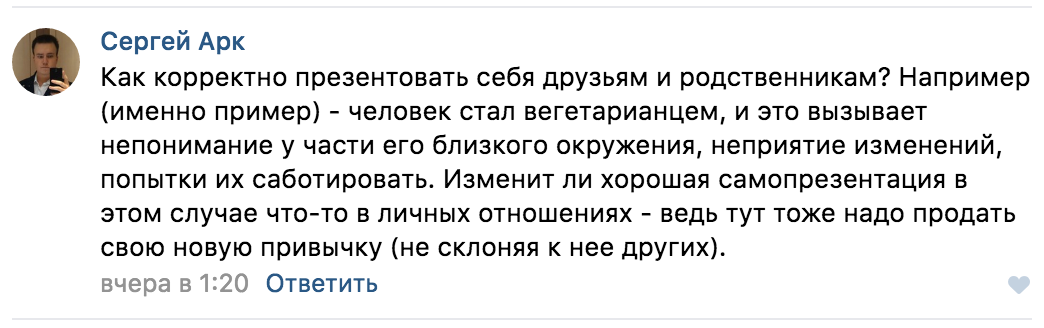 Сергей Арк
Как корректно презентовать себя друзьям и родственникам? Например
(именно пример) - человек стал вегетарианцем, и это вызывает
непонимание у части его близкого окружения, неприятие изменений,
попытки их саботировать. Изменит ли хорошая самопрезентация в
этом случае что-то в личных отношениях - ведь тут тоже надо продать
свою новую привычку (не склоняя к нее других).
вчера в 1:20 Ответить